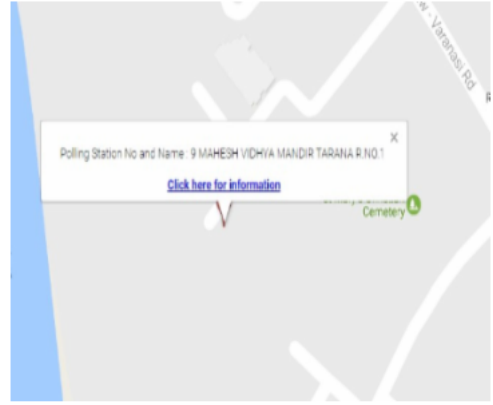 Varanasi Rd
×
Polling Station No and Name : 9 MAHESH VIDHYA MANDIR TARANA R.NO.1
Click here for information
Cemetery